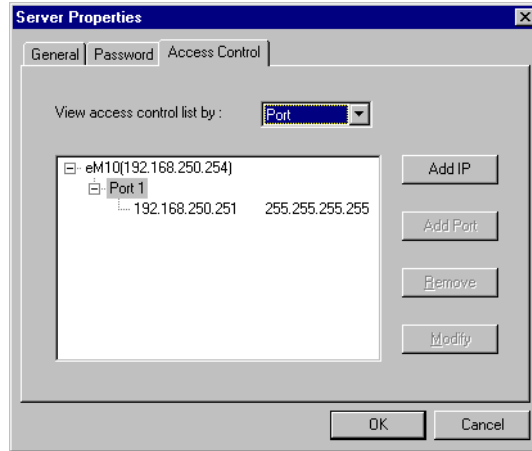 Server Properties
General Password Access Control
View access control list by : Port
eM10(192.168.250.254)
Port 1
192.168.250.251 255.255.255.255
Add IP
Add Port
Remove
Modify
OK Cancel